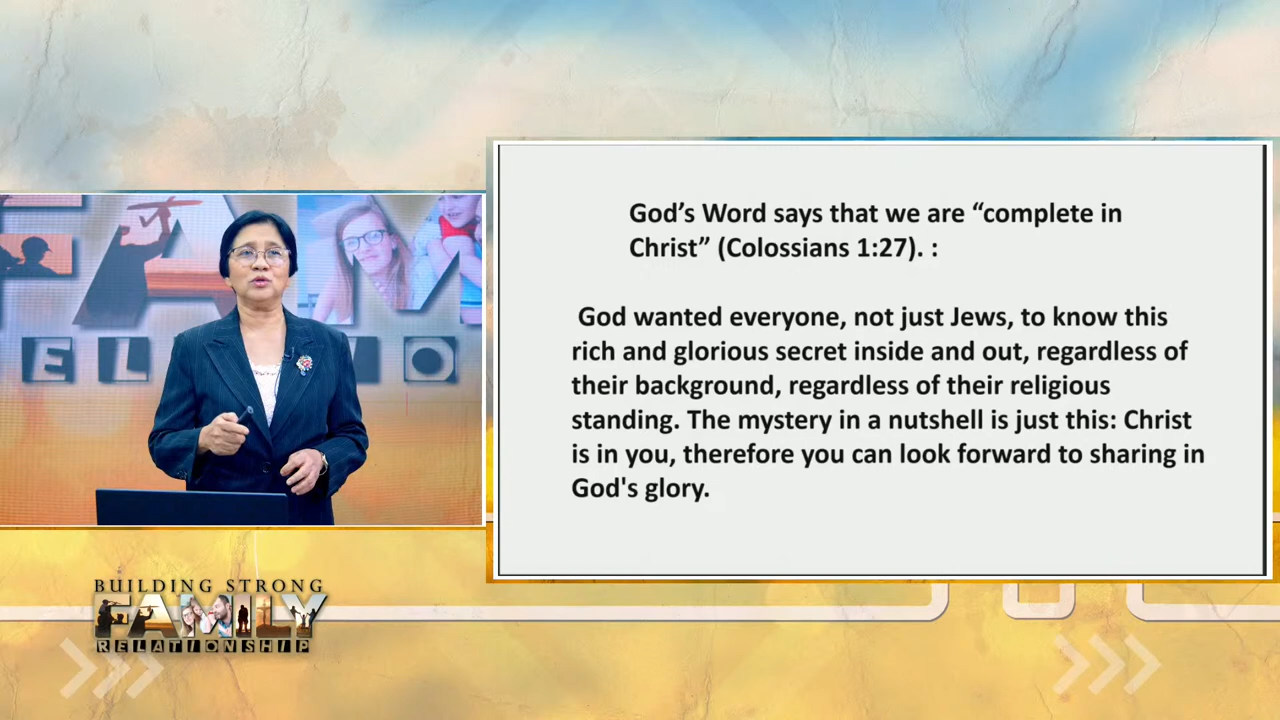 God’s Word says that we are “complete in
Christ” (Colossians 1:27). :
God wanted everyone, not just Jews, to know this
rich and glorious secret inside and out, regardless of
their background, regardless of their religious
standing. The mystery in a nutshell is just this: Christ
is in you, therefore you can look forward to sharing in
God's glory.
BUILDING STRONG
FAMILY
RELATIONSHIP